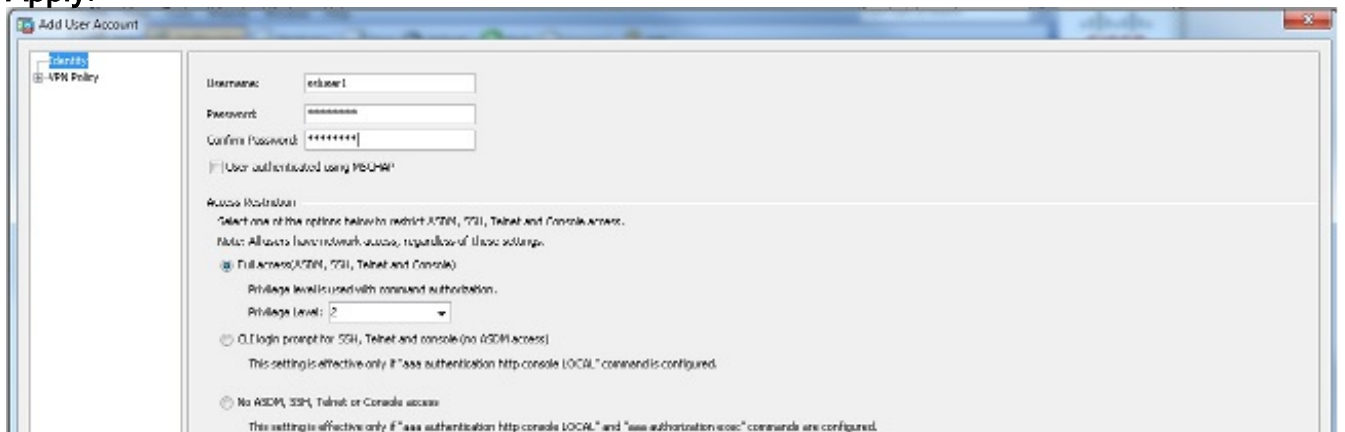 Apply.
Add User Account
Identity
VPN Policy
Username:
Password:
********
Confirm Password: ********
User authenticated using MSCHAP
Access Restriction
Select one of the options below to restrict ASDM, SSH, Telnet and Console access.
Note: All users have network access, regardless of these settings.
Full access(ASDM, SSH, Telnet and Console)
Privilege level is used with command authorization.
Privilege Level: 2
CLI login prompt for SSH, Telnet and console (no ASDM access)
This setting is effective only if "aaa authentication http console LOCAL" command is configured.
No ASDM, SSH, Telnet or Console access
This setting is effective only if "aaa authentication http console LOCAL" and "aaa authorization exec" commands are configured.